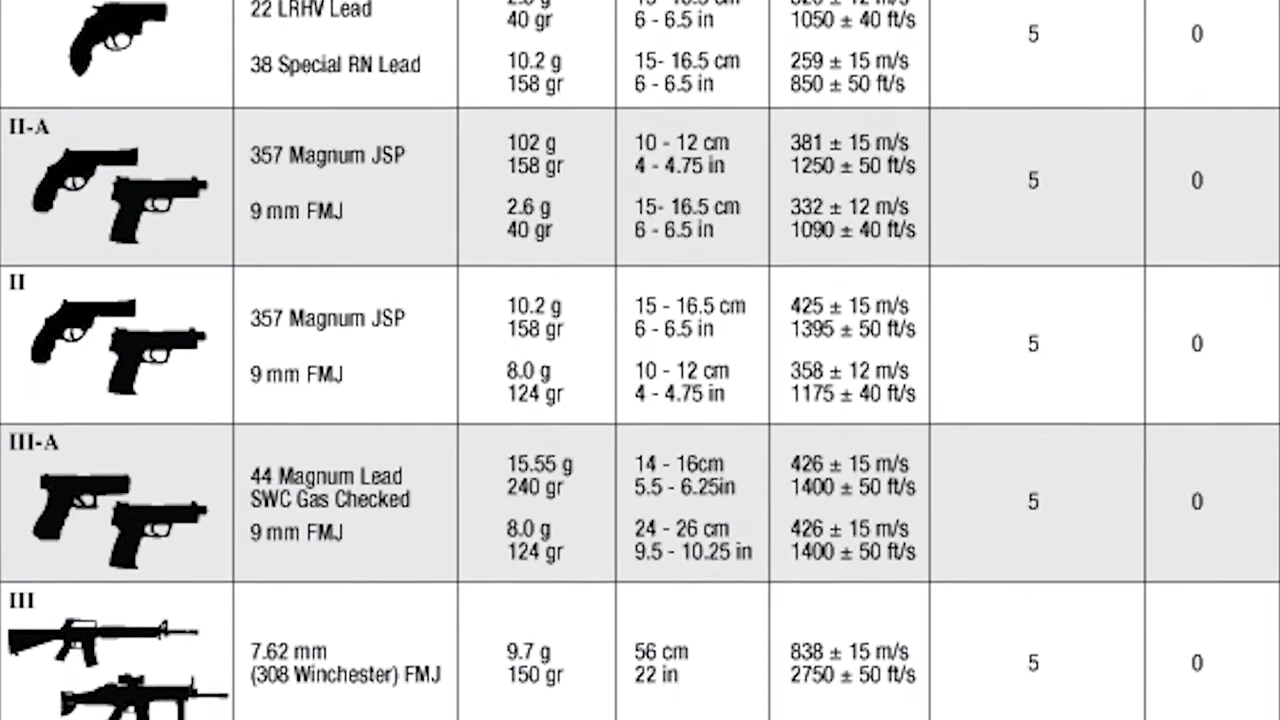 22 LRHV Lead
40 gr
6 - 6.5 in
1050 ± 40 ft/s
5
0
38 Special RN Lead
10.2 g
158 gr
15- 16.5 cm
6 - 6.5 in
259 ± 15 m/s
850 ± 50 ft/s
II-A
357 Magnum JSP
102 g
158 gr
10 - 12 cm
4 - 4.75 in
381 ± 15 m/s
1250 ± 50 ft/s
9 mm FMJ
2.6 g
40 gr
15- 16.5 cm
6 - 6.5 in
332 ± 12 m/s
1090 ± 40 ft/s
5
0
II
357 Magnum JSP
10.2 g
158 gr
15 - 16.5 cm
6 - 6.5 in
425 ± 15 m/s
1395 ± 50 ft/s
9 mm FMJ
8.0 g
124 gr
10 - 12 cm
4 - 4.75 in
358 ± 12 m/s
1175 ± 40 ft/s
5
0
III-A
44 Magnum Lead
SWC Gas Checked
15.55 g
240 gr
14 - 16cm
5.5 - 6.25in
426 ± 15 m/s
1400 ± 50 ft/s
9 mm FMJ
8.0 g
124 gr
24 - 26 cm
9.5 - 10.25 in
426 ± 15 m/s
1400 ± 50 ft/s
5
0
III
7.62 mm
(308 Winchester) FMJ
9.7 g
150 gr
56 cm
22 in
838 ± 15 m/s
2750 ± 50 ft/s
5
0